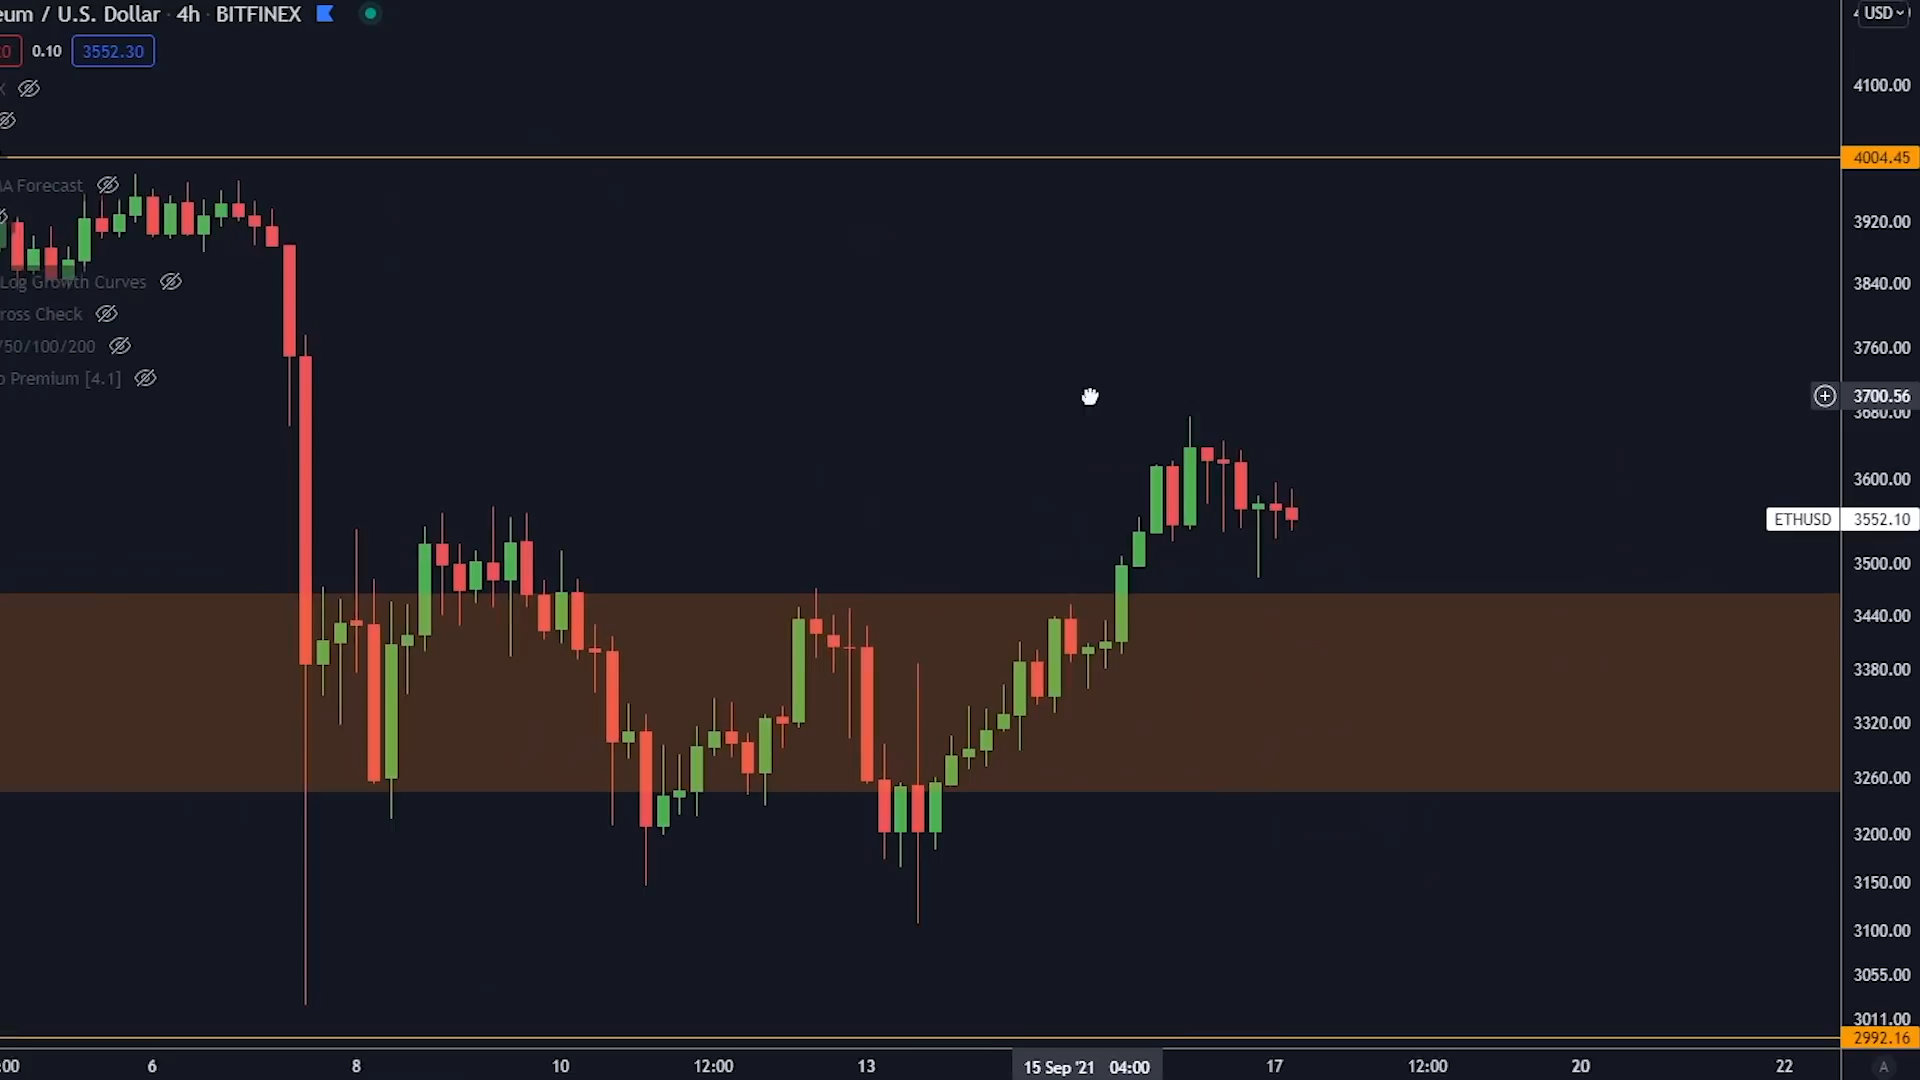 eum / U.S. Dollar · 4h · BITFINEX
0.10 3552.30
MA Forecast
Log Growth Curves
ross Check
/50/100/200
o Premium [4.1]
USD
4100.00
4004.45
3920.00
3840.00
3760.00
3700.56
3680.00
3600.00
ETHUSD 3552.10
3500.00
3440.00
3380.00
3320.00
3260.00
3200.00
3150.00
3100.00
3055.00
3011.00
2992.16
:00 6 8 10 12:00 13 15 Sep '21 04:00 17 12:00 20 22 A